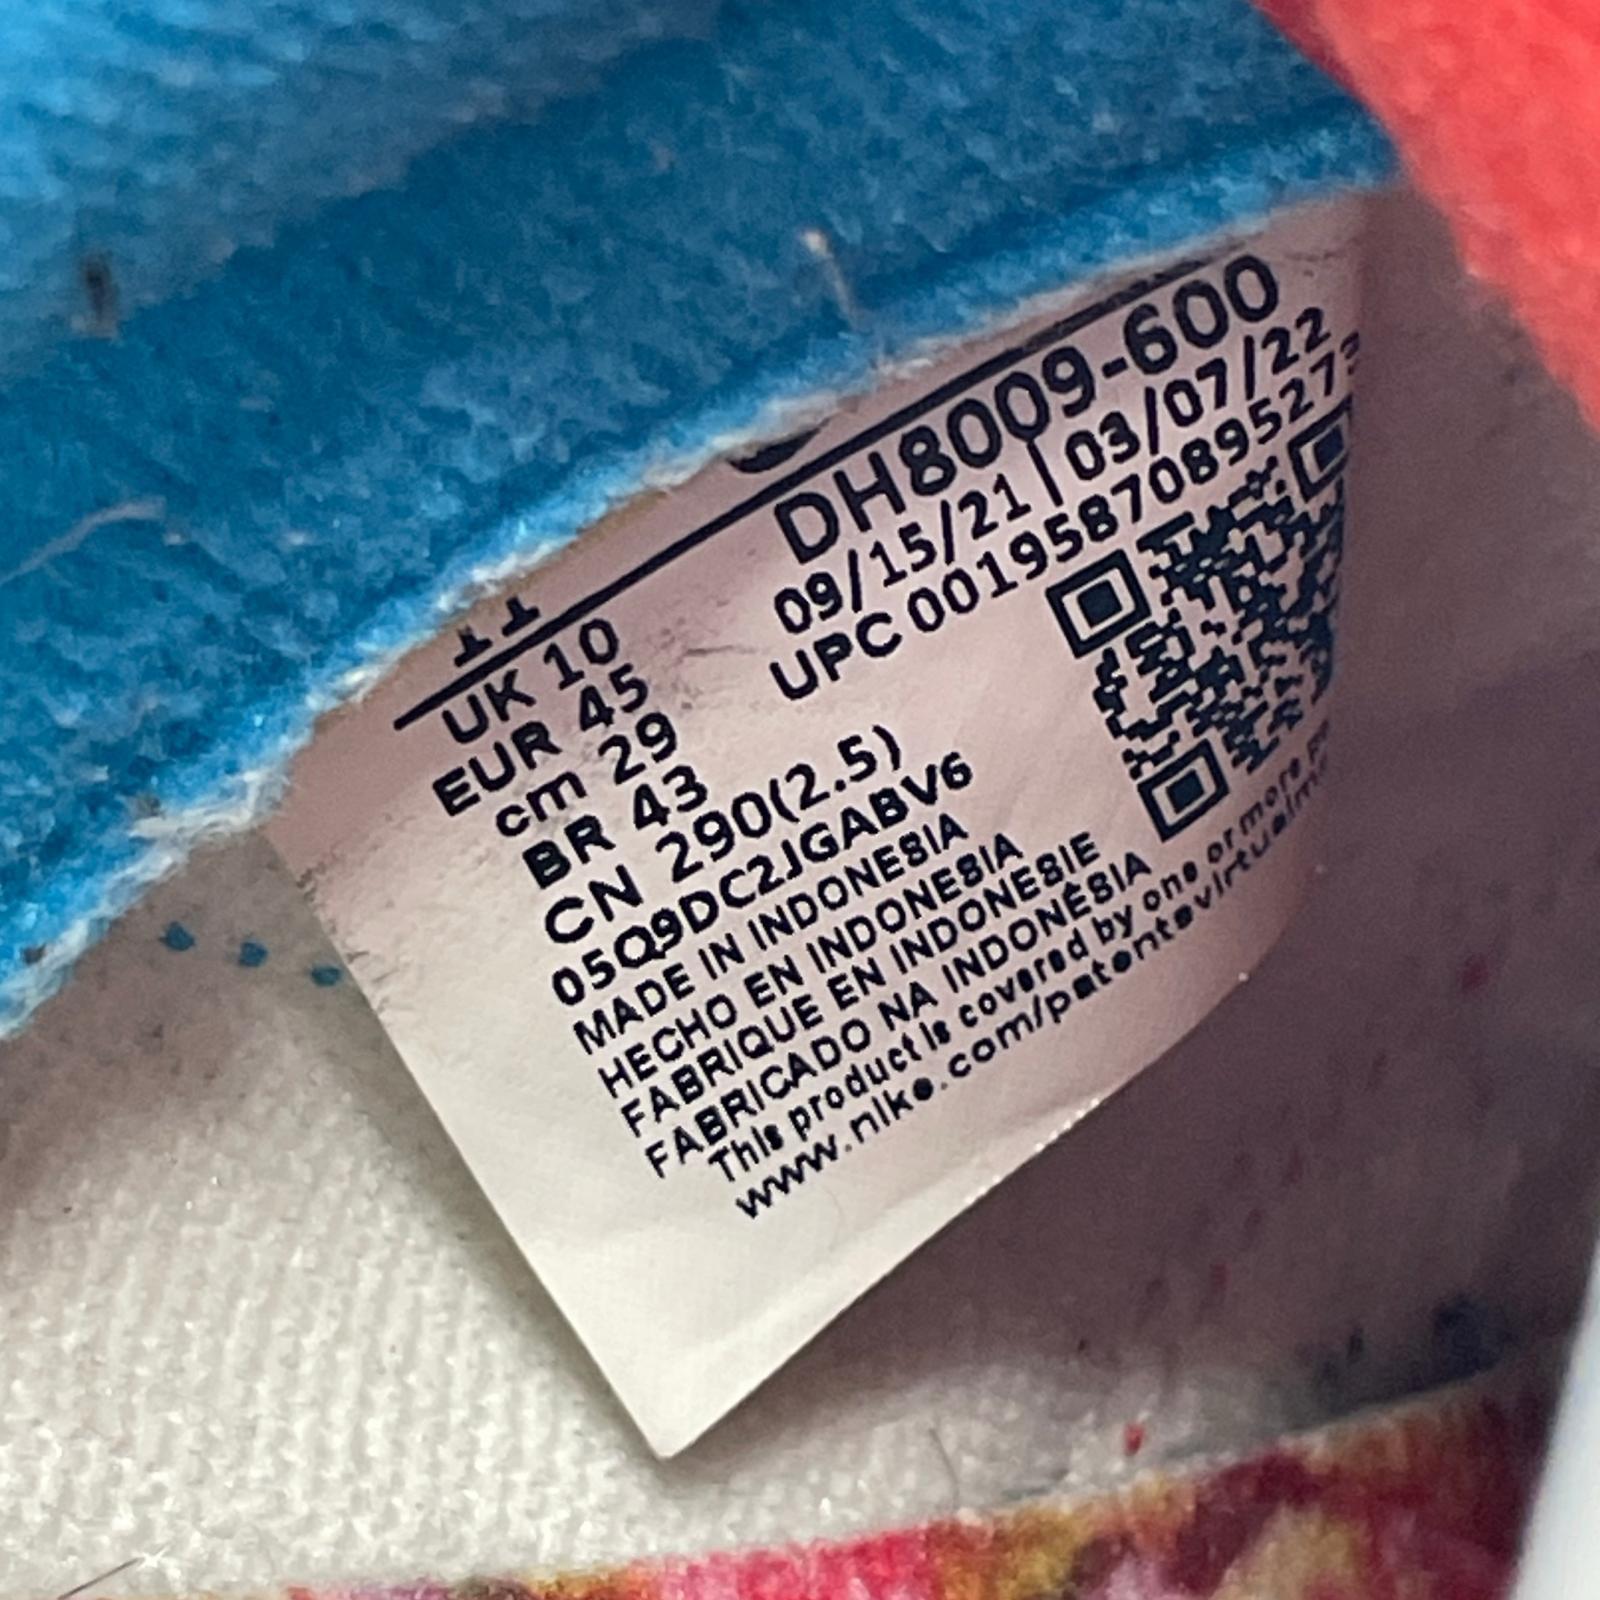 11
DH8009-600
09/15/21 | 03/07/22
UPC 00195870895273
UK 10
EUR 45
cm 29
BR 43
CN 290(2.5)
05Q9DC2JGABV6
MADE IN INDONESIA
HECHO EN INDONESIA
FABRIQUE EN INDONESIE
FABRICADO NA INDONÉSIA
This product is covered by one or more
www.nike.com/patents